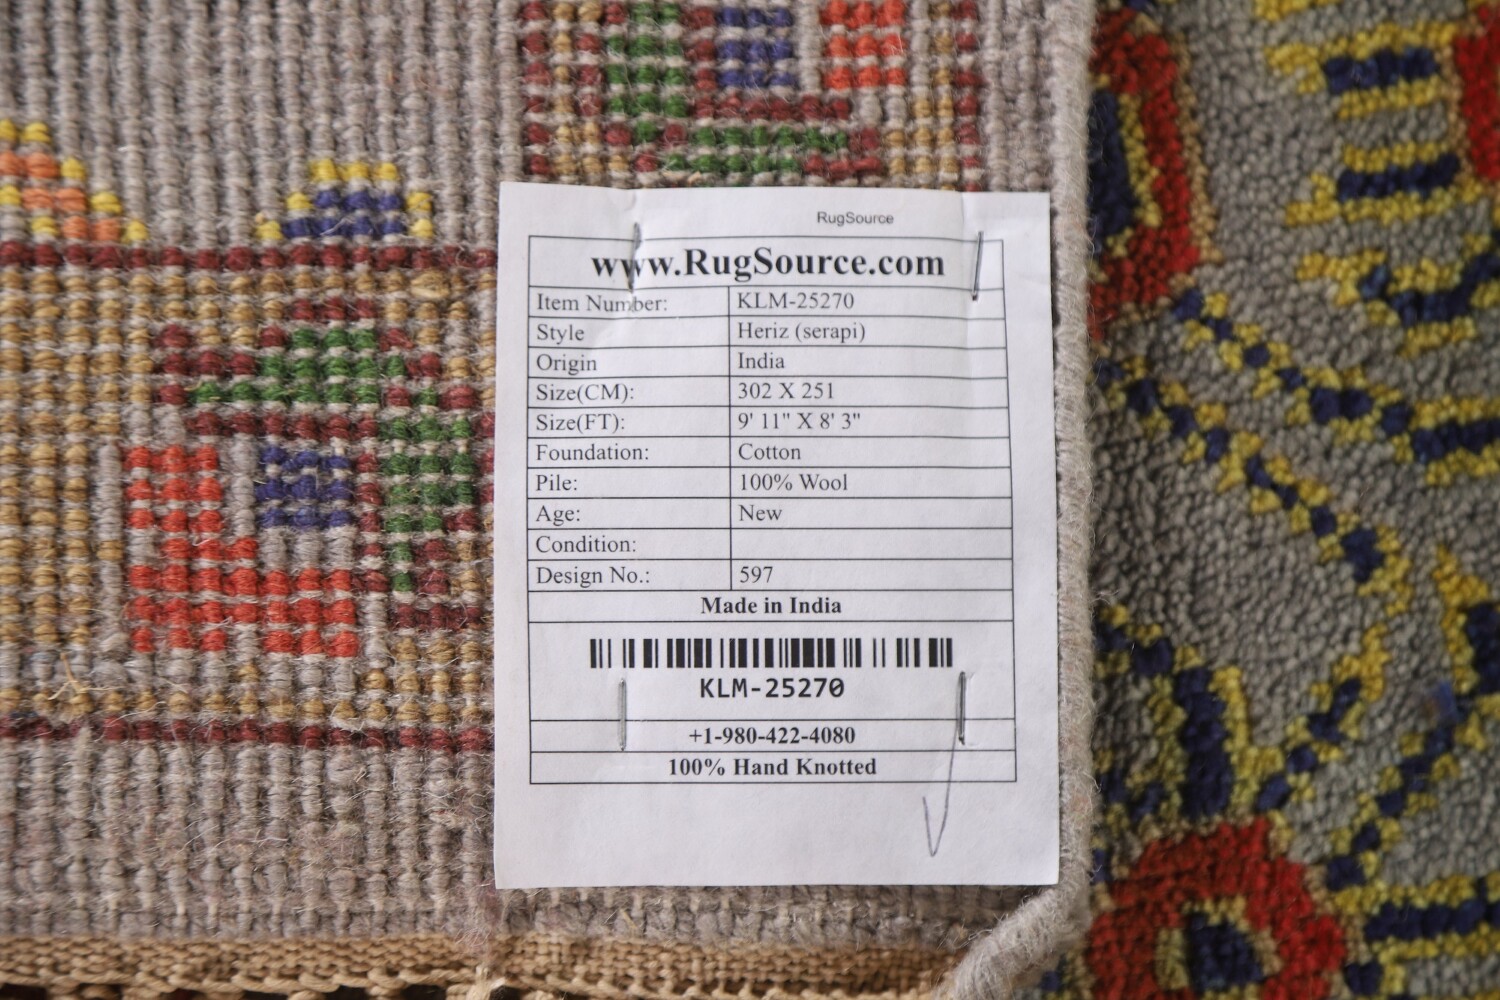 RugSource
www.RugSource.com
Item Number: KLM-25270
Style Heriz (serapi)
Origin India
Size(CM): 302 X 251
Size(FT): 9' 11" X 8' 3"
Foundation: Cotton
Pile: 100% Wool
Age: New
Condition:
Design No.: 597
Made in India
KLM-25270
+1-980-422-4080
100% Hand Knotted